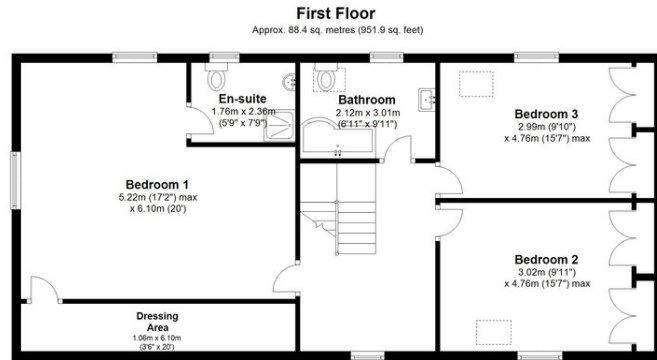 First Floor
Approx. 88.4 sq. metres (951.9 sq. feet)
En-suite
1.76m x 2.36m
(5'9" x 7'9")
Bathroom
2.12m x 3.01m
(6'11" x 9'11")
Bedroom 3
2.99m (9'10")
x 4.76m (15'7") max
Bedroom 1
5.22m (17'2") max
x 6.10m (20')
Bedroom 2
3.02m (9'11")
x 4.76m (15'7") max
Dressing
Area
1.06m x 6.10m
(3'6" x 20')